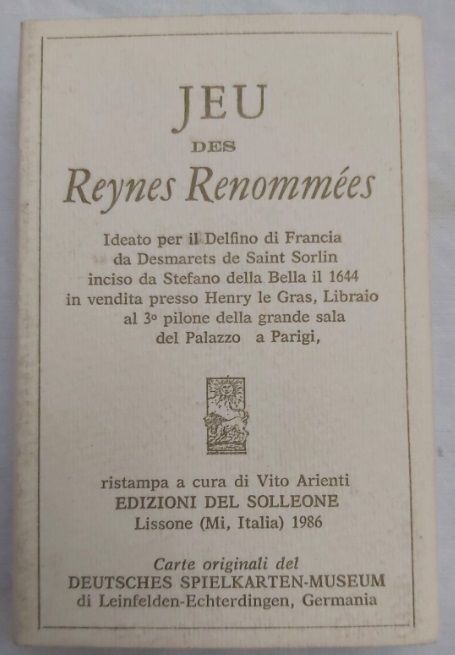 JEU
DES
Reynes Renommées
Ideato per il Delfino di Francia
da Desmarets de Saint Sorlin
inciso da Stefano della Bella il 1644
in vendita presso Henry le Gras, Libraio
al 3º pilone della grande sala
del Palazzo a Parigi,
ristampa a cura di Vito Arienti
EDIZIONI DEL SOLLEONE
Lissone (Mi, Italia) 1986
Carte originali del
DEUTSCHES SPIELKARTEN-MUSEUM
di Leinfelden-Echterdingen, Germania